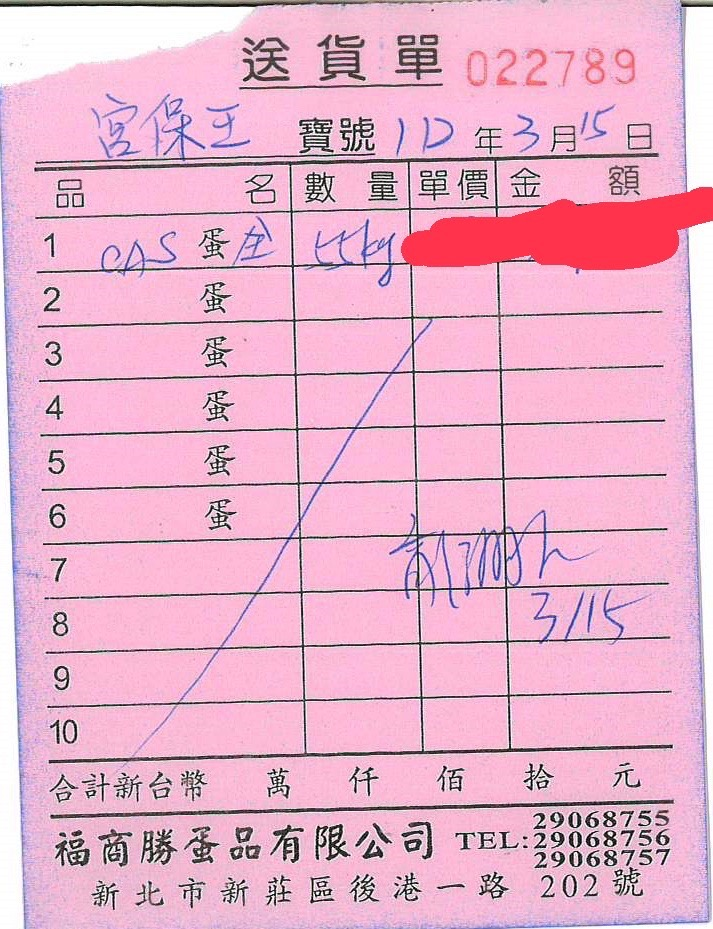 送貨單 022789
宮保王 寶號 112 年 3 月 15 日
品名 數量 單價 金額
1 CAS 蛋 全 55kg
2 蛋
3 蛋
4 蛋
5 蛋
6 蛋
7
8 3/15
9
10
合計新台幣 萬 仟 佰 拾 元
福商勝蛋品有限公司 TEL: 29068755
29068756
29068757
新北市新莊區後港一路 202 號